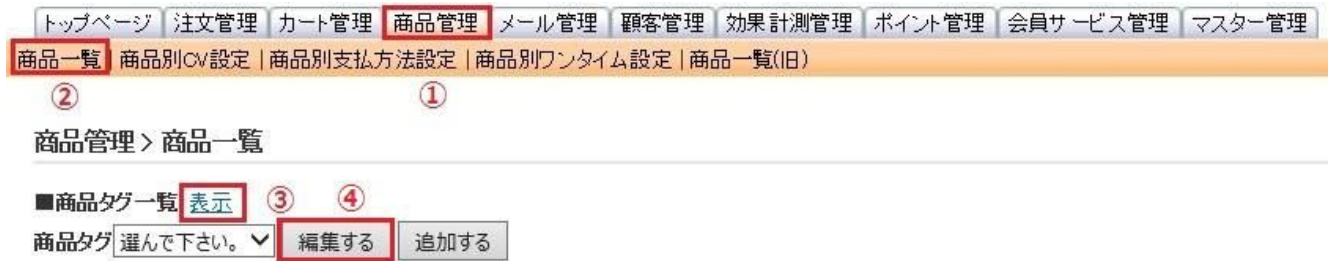 トップページ 注文管理 カート管理 商品管理 メール管理 顧客管理 効果計測管理 ポイント管理 会員サービス管理 マスター管理
商品一覧 | 商品別CV設定 | 商品別支払方法設定 | 商品別ワンタイム設定 | 商品一覧(旧)
② ①
商品管理 > 商品一覧
■商品タグ一覧 表示 ③ ④
商品タグ 選んで下さい。 編集する 追加する